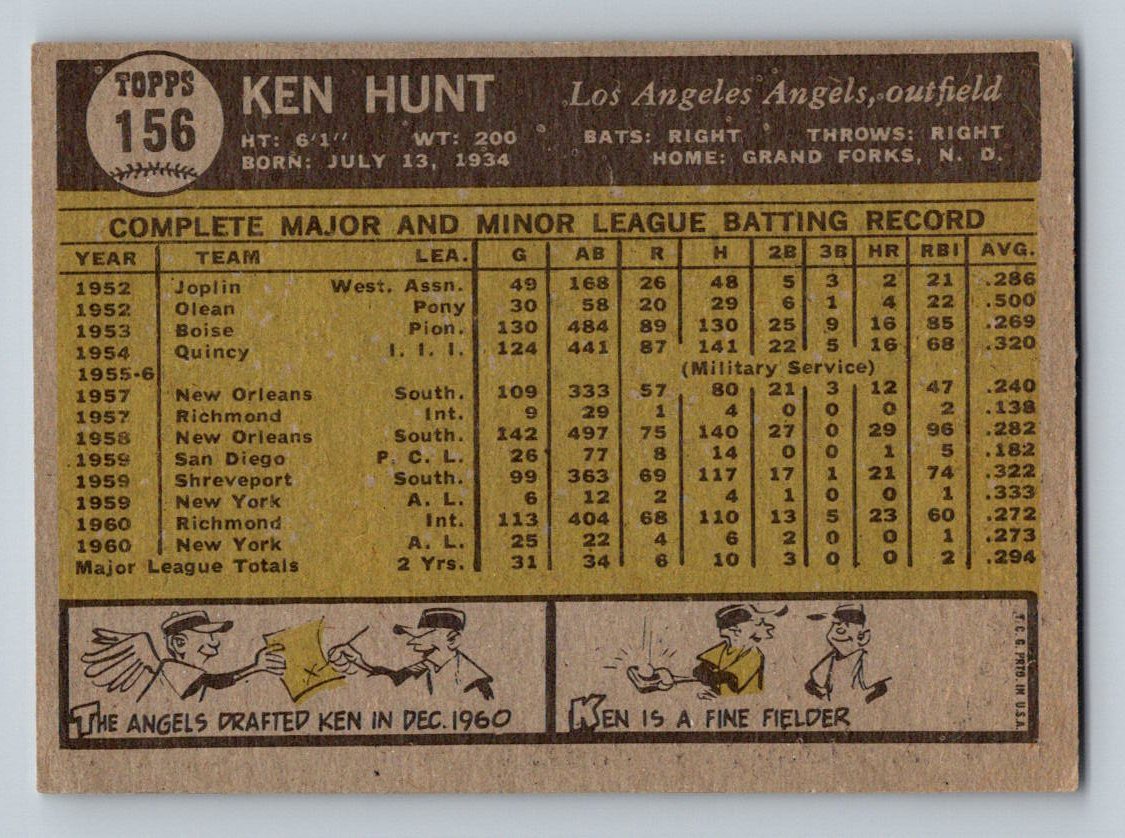 TOPPS
156
KEN HUNT Los Angeles Angels, outfield
HT: 6'1" WT: 200 BATS: RIGHT THROWS: RIGHT
BORN: JULY 13, 1934 HOME: GRAND FORKS, N. D.
COMPLETE MAJOR AND MINOR LEAGUE BATTING RECORD
YEAR TEAM LEA. G AB R H 2B 3B HR RBI AVG.
1952 Joplin West. Assn. 49 168 26 48 5 3 2 21 .286
1952 Olean Pony 30 58 20 29 6 1 4 22 .500
1953 Boise Pion. 130 484 89 130 25 9 16 85 .269
1954 Quincy I. I. I. 124 441 87 141 22 5 16 68 .320
1955-6 (Military Service)
1957 New Orleans South. 109 333 57 80 21 3 12 47 .240
1957 Richmond Int. 9 29 1 4 0 0 0 2 .138
1958 New Orleans South. 142 497 75 140 27 0 29 96 .282
1959 San Diego P. C. L. 26 77 8 14 0 0 1 5 .182
1959 Shreveport South. 99 363 69 117 17 1 21 74 .322
1959 New York A. L. 6 12 2 4 1 0 0 1 .333
1960 Richmond Int. 113 404 68 110 13 5 23 60 .272
1960 New York A. L. 25 22 4 6 2 0 0 1 .273
Major League Totals 2 Yrs. 31 34 6 10 3 0 0 2 .294
THE ANGELS DRAFTED KEN IN DEC. 1960
KEN IS A FINE FIELDER
T.C.G. PRTD. IN U.S.A.